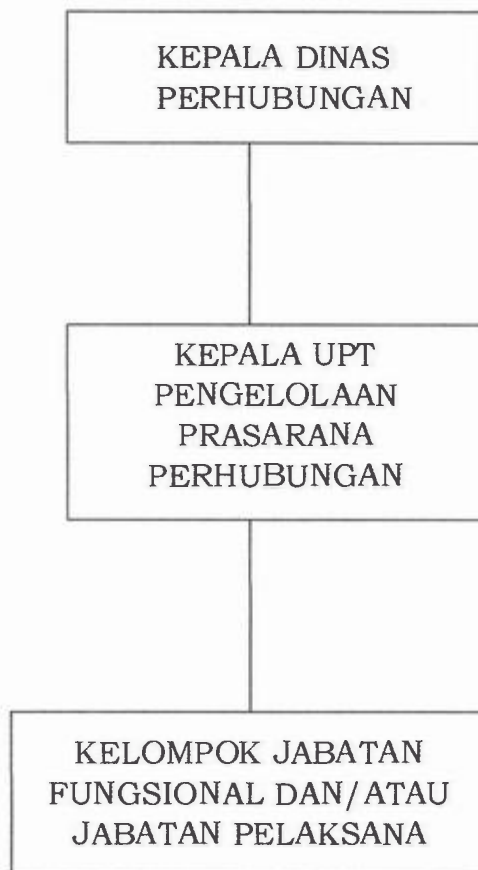 KEPALA DINAS
PERHUBUNGAN
KEPALA UPT
PENGELOLAAN
PRASARANA
PERHUBUNGAN
KELOMPOK JABATAN
FUNGSIONAL DAN/ATAU
JABATAN PELAKSANA